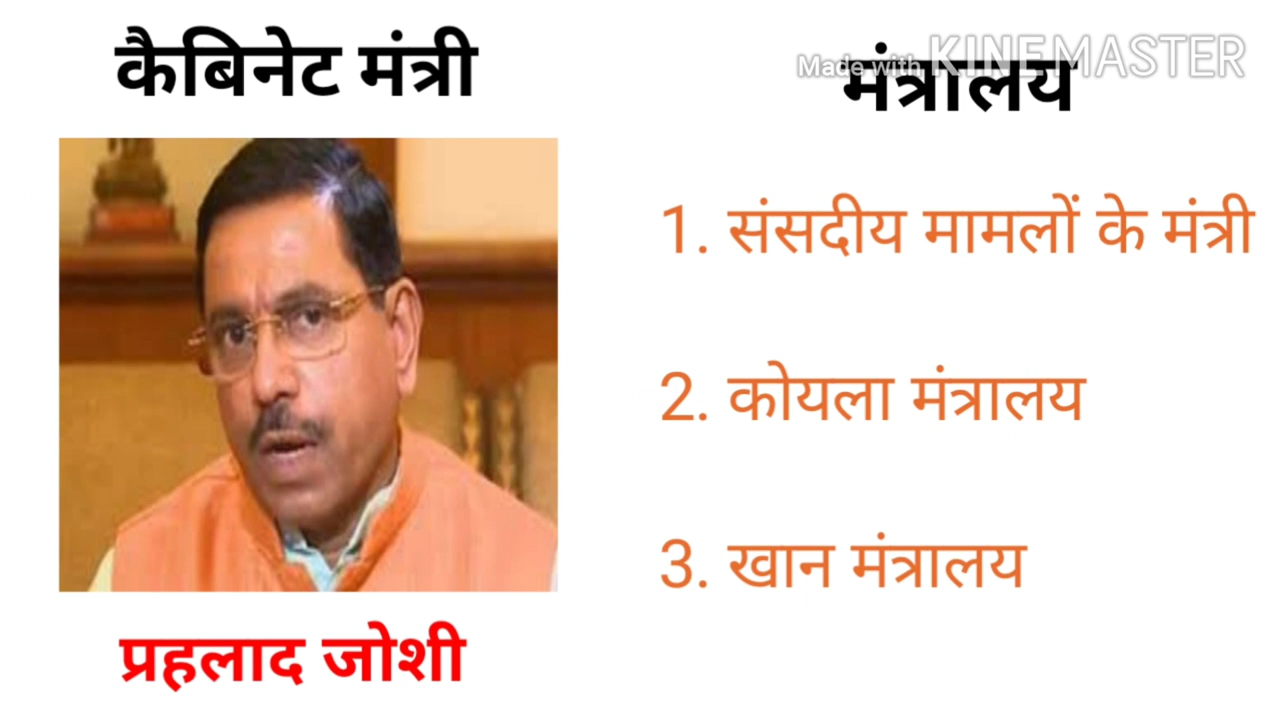 कैबिनेट मंत्री
प्रहलाद जोशी
Made with KINEMASTER
मंत्रालय
1. संसदीय मामलों के मंत्री
2. कोयला मंत्रालय
3. खान मंत्रालय